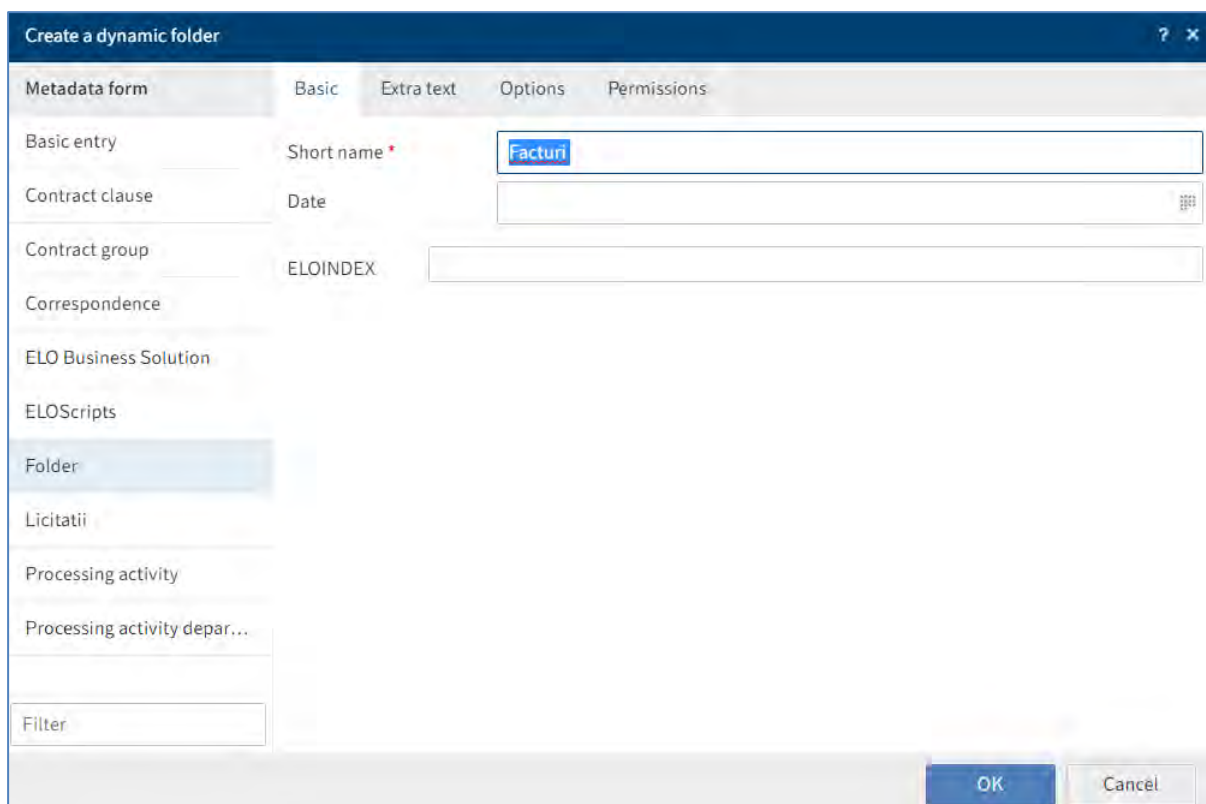 Create a dynamic folder ? ×
Metadata form
Basic Extra text Options Permissions
Basic entry
Contract clause
Contract group
Correspondence
ELO Business Solution
ELOScripts
Folder
Licitatii
Processing activity
Processing activity depar...
Filter
Short name *
Facturi
Date
ELOINDEX
OK Cancel